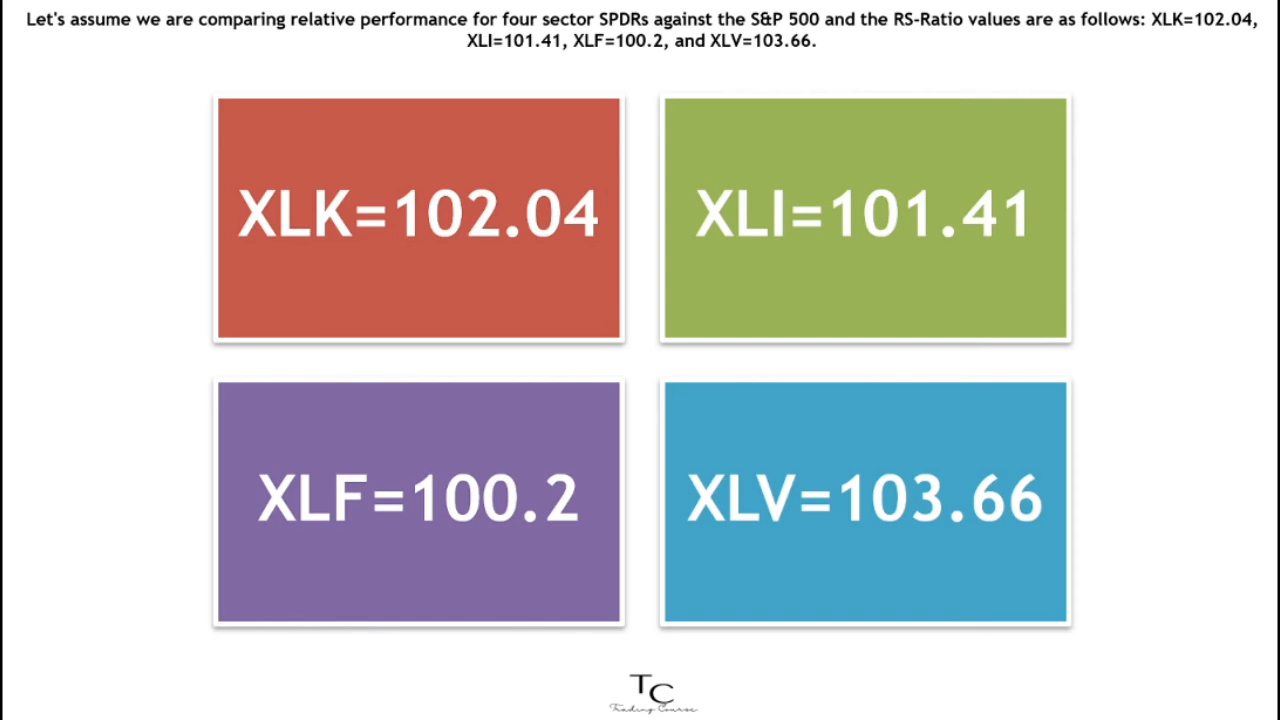 Let's assume we are comparing relative performance for four sector SPDRs against the S&P 500 and the RS-Ratio values are as follows: XLK=102.04,
XLI=101.41, XLF=100.2, and XLV=103.66.
XLK=102.04
XLI=101.41
XLF=100.2
XLV=103.66
TC
Trading Course